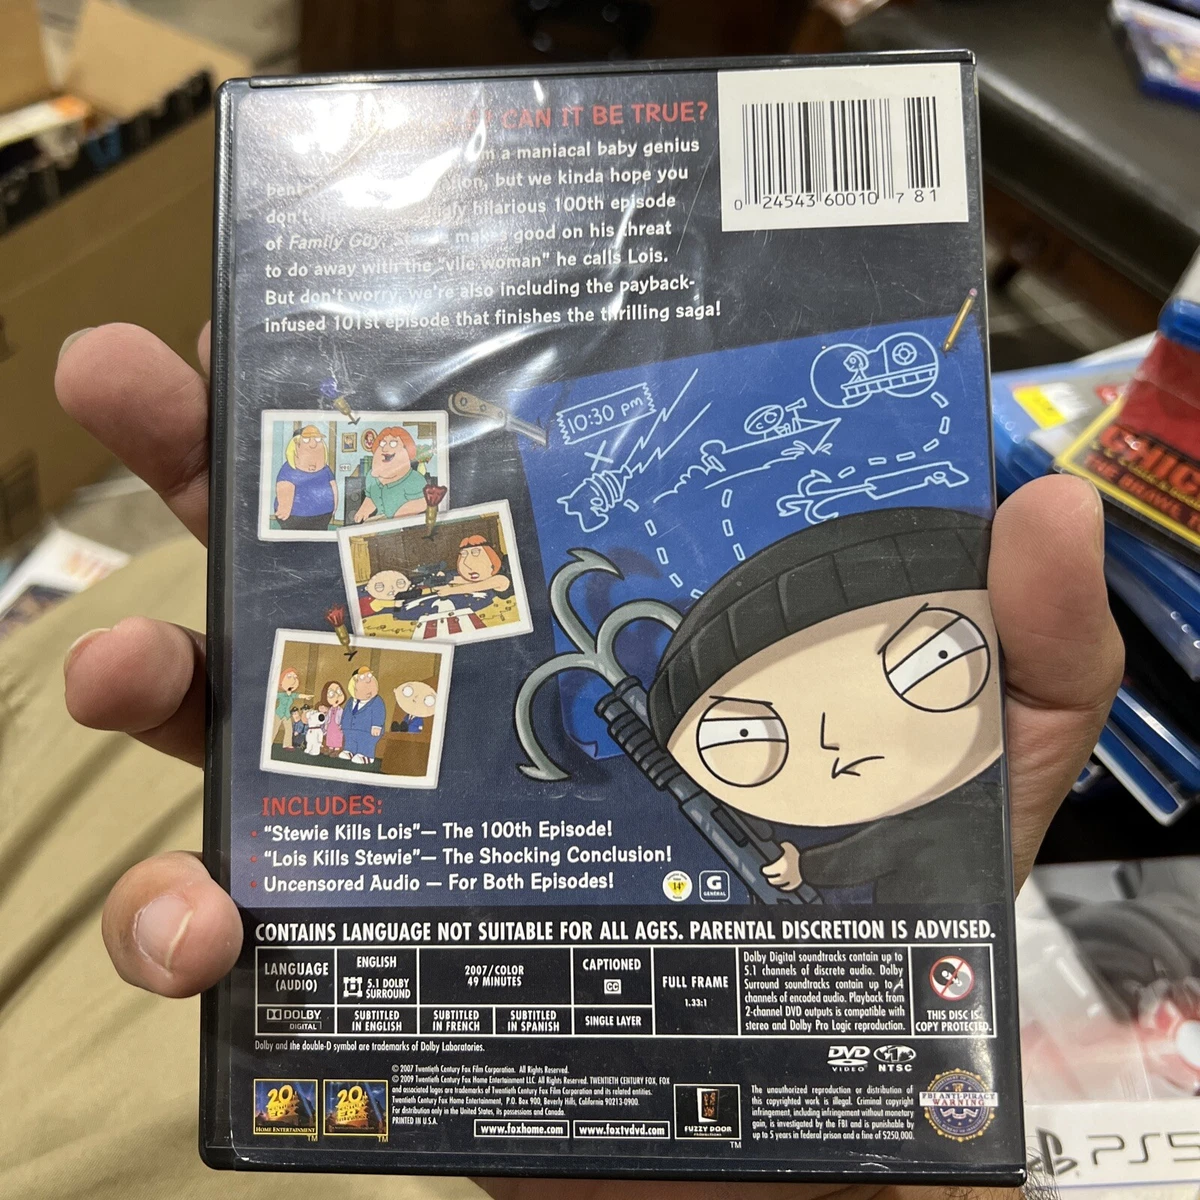 CAN IT BE TRUE?
a maniacal baby genius
but we kinda hope you
don't, hilarious 100th episode
of Family Guy, makes good on his threat
to do away with the "vile woman" he calls Lois.
But don't worry, we're also including the payback-
infused 101st episode that finishes the thrilling saga!
0 24543 60010 7 81
10:30 pm
INCLUDES:
• "Stewie Kills Lois"— The 100th Episode!
• "Lois Kills Stewie"— The Shocking Conclusion!
• Uncensored Audio — For Both Episodes!
14
G
GENERAL
CONTAINS LANGUAGE NOT SUITABLE FOR ALL AGES. PARENTAL DISCRETION IS ADVISED.
LANGUAGE
(AUDIO)
ENGLISH
5.1 DOLBY
SURROUND
2007/COLOR
49 MINUTES
CAPTIONED
CC
FULL FRAME
1.33:1
DOLBY
DIGITAL
SUBTITLED
IN ENGLISH
SUBTITLED
IN FRENCH
SUBTITLED
IN SPANISH
SINGLE LAYER
Dolby Digital soundtracks contain up to
5.1 channels of discrete audio. Dolby
Surround soundtracks contain up to 4
channels of encoded audio. Playback from
2-channel DVD outputs is compatible with
stereo and Dolby Pro Logic reproduction.
THIS DISC IS
COPY PROTECTED.
Dolby and the double-D symbol are trademarks of Dolby Laboratories.
DVD
VIDEO
NTSC
© 2007 Twentieth Century Fox Film Corporation. All Rights Reserved.
© 2009 Twentieth Century Fox Home Entertainment LLC. All Rights Reserved. TWENTIETH CENTURY FOX, FOX
and associated logos are trademarks of Twentieth Century Fox Film Corporation and its related entities.
Twentieth Century Fox Home Entertainment, P.O. Box 900, Beverly Hills, California 90213-0900.
For distribution only in the United States, its possessions and Canada.
PRINTED IN U.S.A.
www.foxhome.com
www.foxtvdvd.com
20
HOME ENTERTAINMENT
TM
20
TM
FUZZY DOOR
TM
The unauthorized reproduction or distribution of
this copyrighted work is illegal. Criminal copyright
infringement, including infringement without monetary
gain, is investigated by the FBI and is punishable by
up to 5 years in federal prison and a fine of $250,000.
FBI ANTI-PIRACY
WARNING
PS5